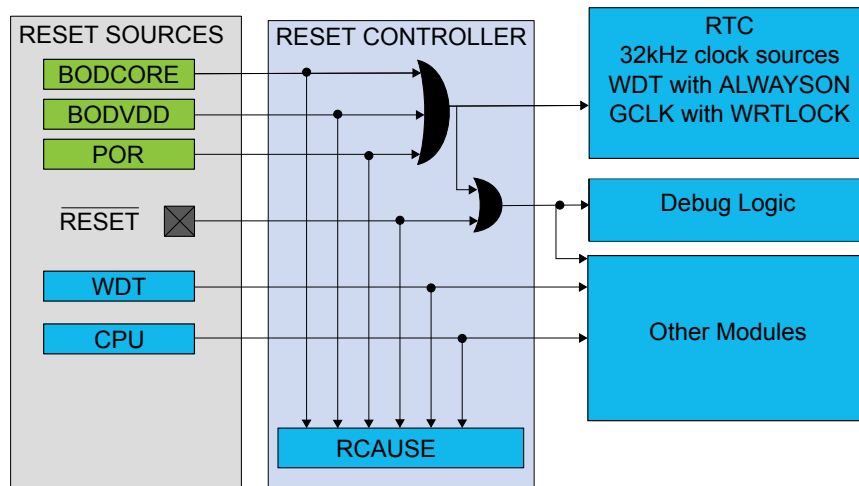 RESET SOURCES
BODCORE
BODVDD
POR
RESET
WDT
CPU
RESET CONTROLLER
RCAUSE
RTC
32kHz clock sources
WDT with ALWAYSON
GCLK with WRTLOCK
Debug Logic
Other Modules